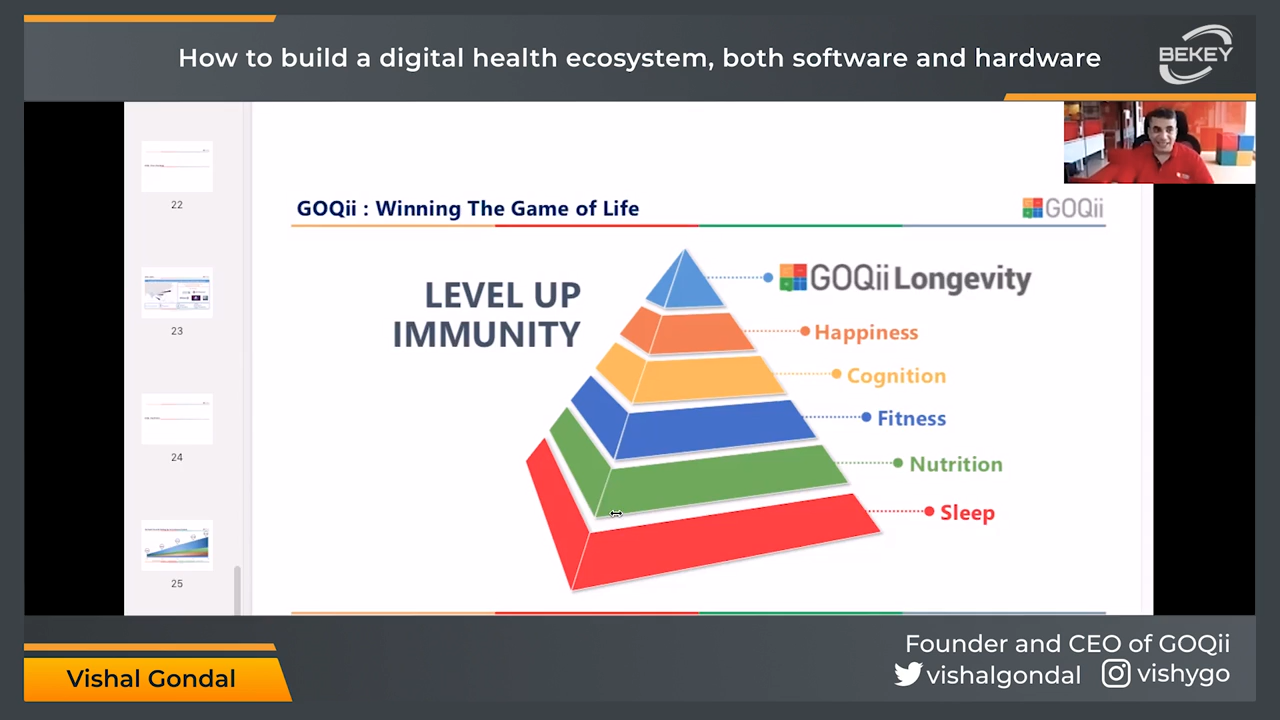 How to build a digital health ecosystem, both software and hardware
BEKEY
22
23
24
25
GOQii : Winning The Game of Life
GOQii
LEVEL UP
IMMUNITY
GOQii Longevity
Happiness
Cognition
Fitness
Nutrition
Sleep
Vishal Gondal
Founder and CEO of GOQii
vishalgondal vishygo